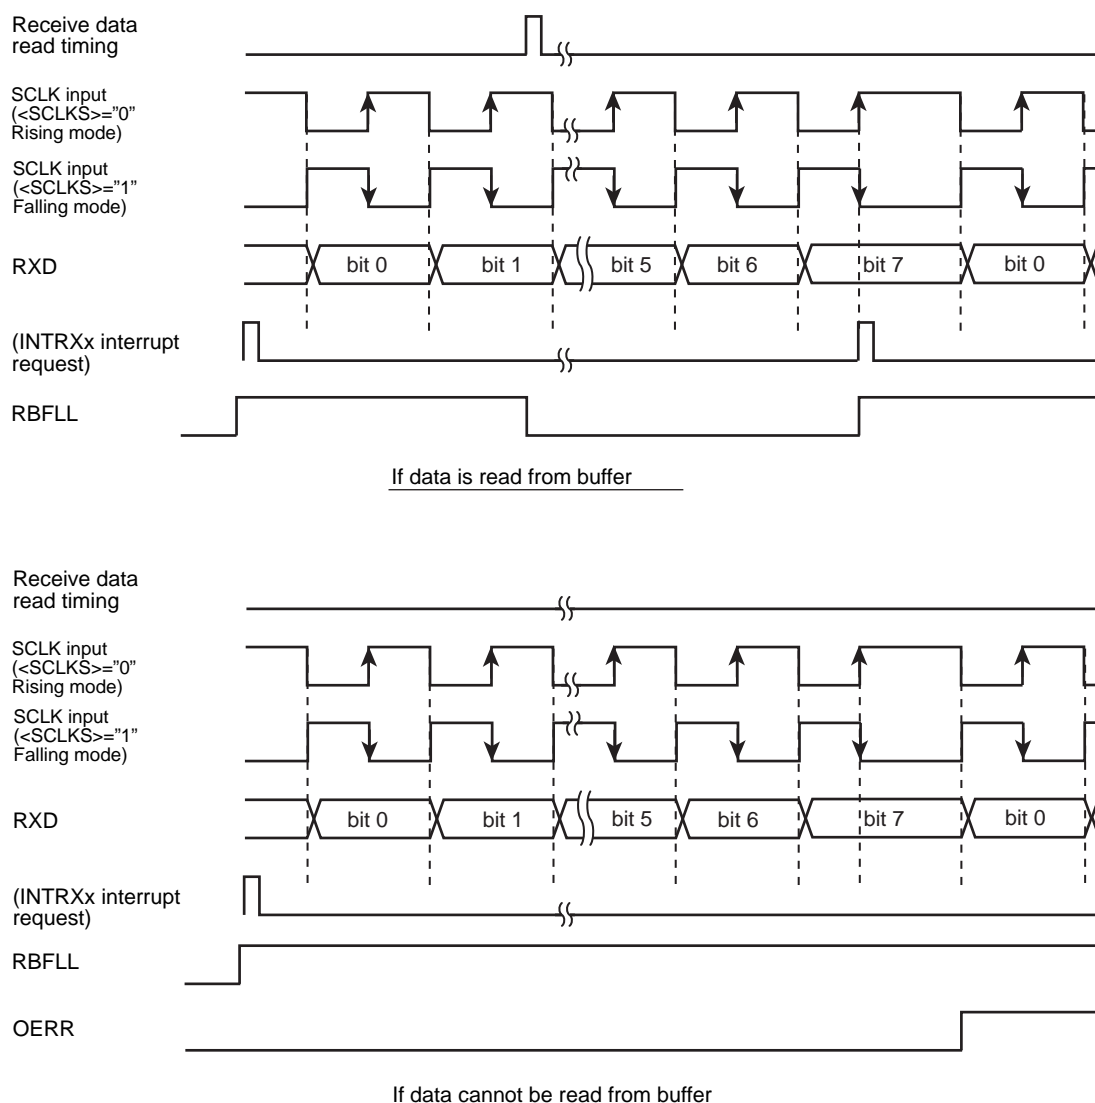 Receive data
read timing
SCLK input
(<SCLKS>="0"
Rising mode)
SCLK input
(<SCLKS>="1"
Falling mode)
RXD
bit 0
bit 1
bit 5
bit 6
bit 7
bit 0
(INTRXx interrupt
request)
RBFLL
If data is read from buffer
Receive data
read timing
SCLK input
(<SCLKS>="0"
Rising mode)
SCLK input
(<SCLKS>="1"
Falling mode)
RXD
bit 0
bit 1
bit 5
bit 6
bit 7
bit 0
(INTRXx interrupt
request)
RBFLL
OERR
If data cannot be read from buffer